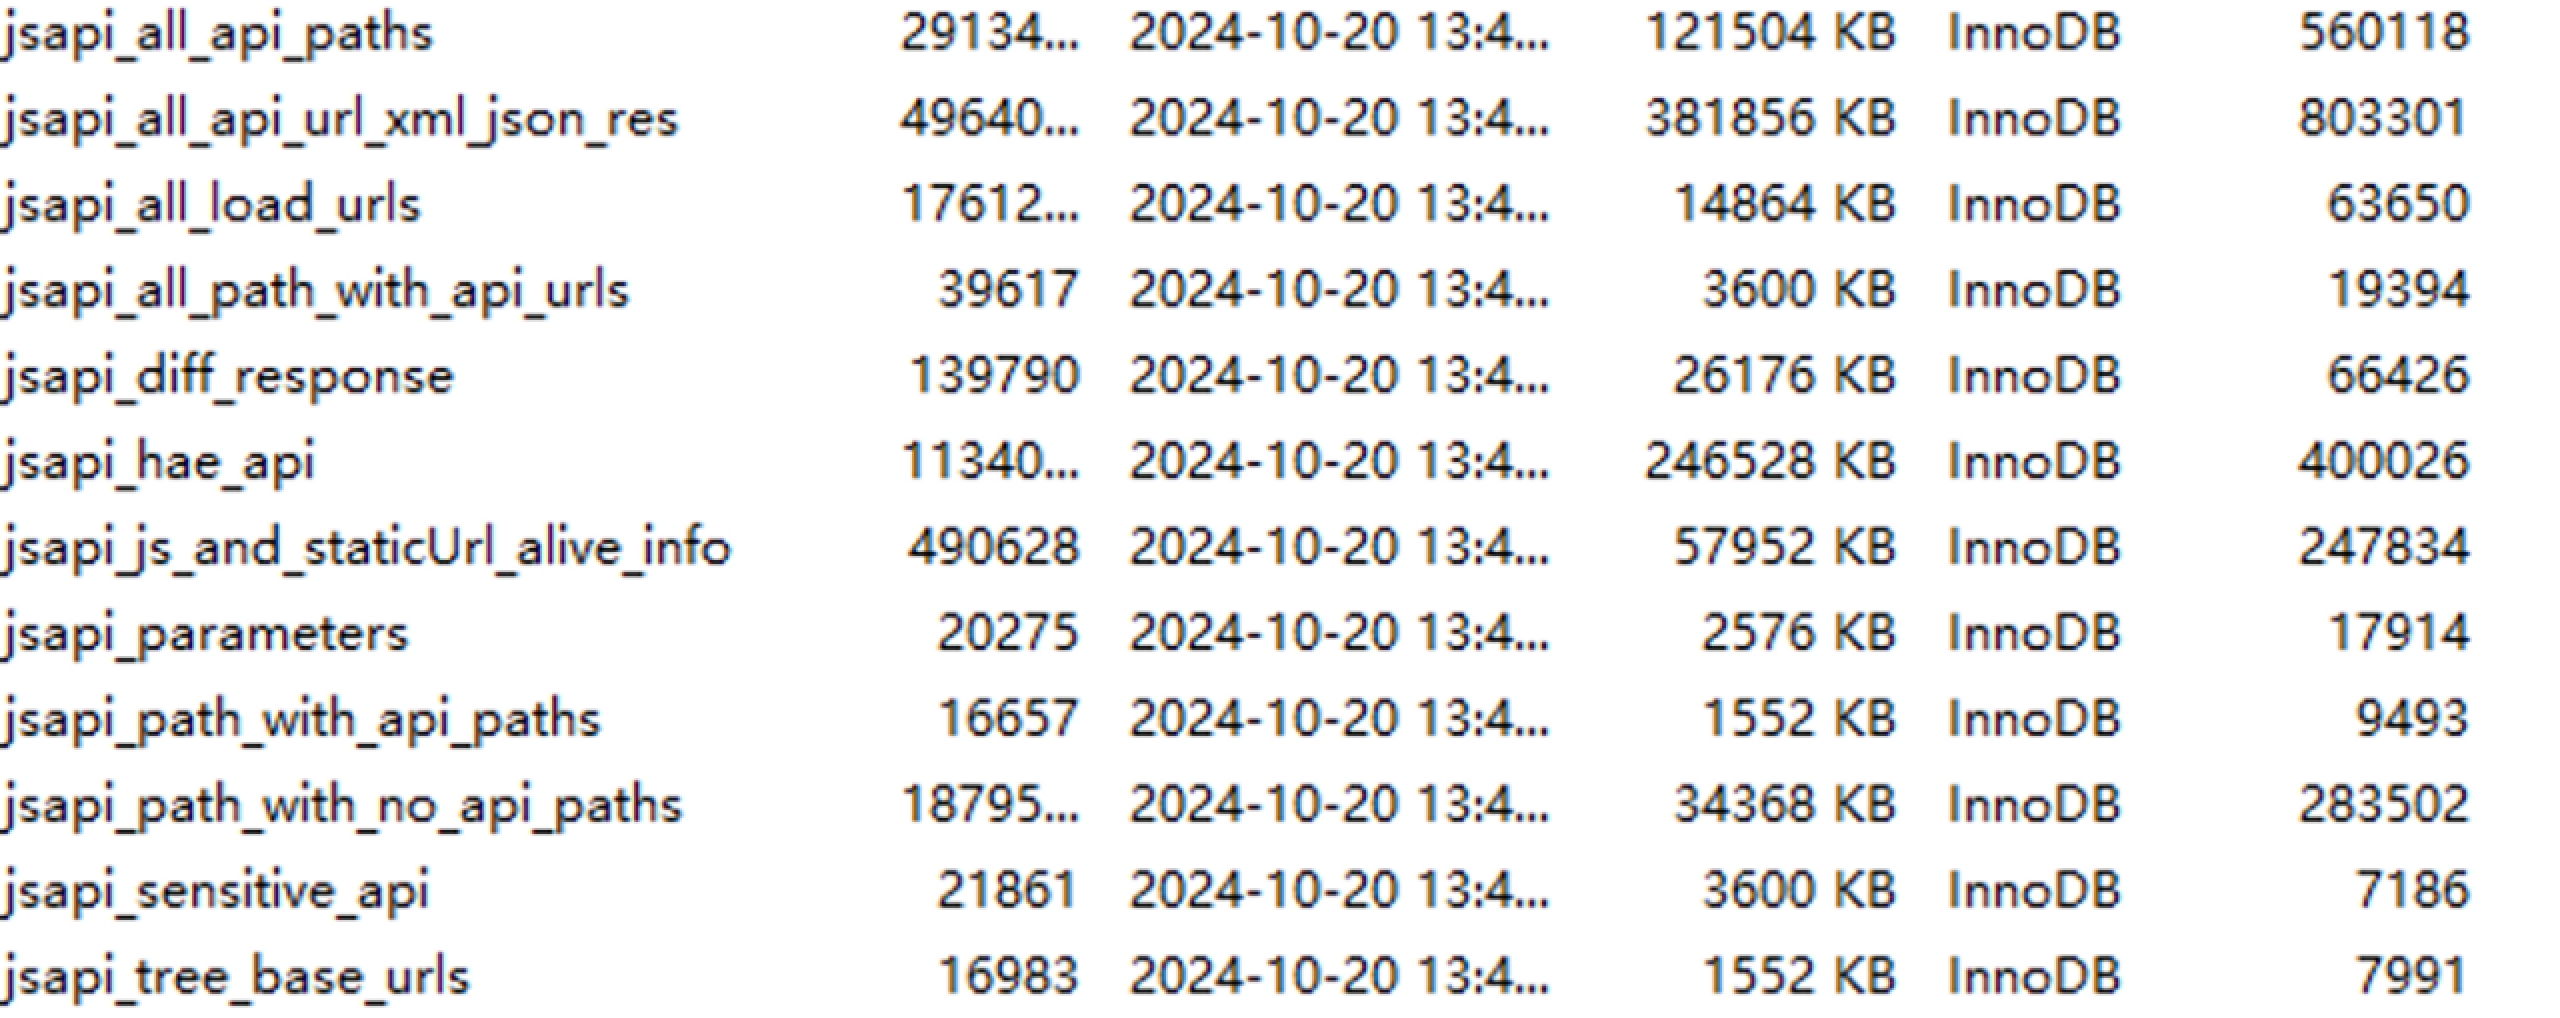 jsapi_all_api_paths 29134... 2024-10-20 13:4... 121504 KB InnoDB 560118
jsapi_all_api_url_xml_json_res 49640... 2024-10-20 13:4... 381856 KB InnoDB 803301
jsapi_all_load_urls 17612... 2024-10-20 13:4... 14864 KB InnoDB 63650
jsapi_all_path_with_api_urls 39617 2024-10-20 13:4... 3600 KB InnoDB 19394
jsapi_diff_response 139790 2024-10-20 13:4... 26176 KB InnoDB 66426
jsapi_hae_api 11340... 2024-10-20 13:4... 246528 KB InnoDB 400026
jsapi_js_and_staticUrl_alive_info 490628 2024-10-20 13:4... 57952 KB InnoDB 247834
jsapi_parameters 20275 2024-10-20 13:4... 2576 KB InnoDB 17914
jsapi_path_with_api_paths 16657 2024-10-20 13:4... 1552 KB InnoDB 9493
jsapi_path_with_no_api_paths 18795... 2024-10-20 13:4... 34368 KB InnoDB 283502
jsapi_sensitive_api 21861 2024-10-20 13:4... 3600 KB InnoDB 7186
jsapi_tree_base_urls 16983 2024-10-20 13:4... 1552 KB InnoDB 7991